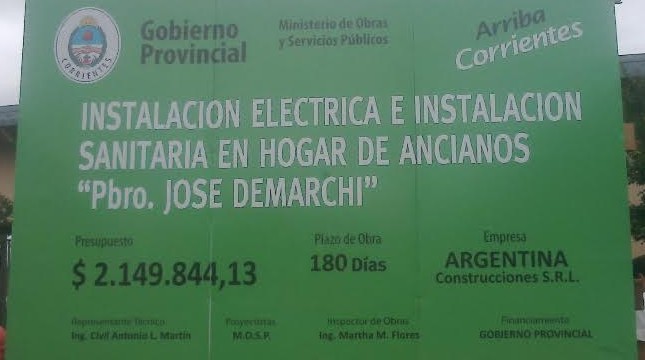 CORRIENTES
Gobierno
Provincial
Ministerio de Obras
y Servicios Públicos
Arriba
Corrientes
INSTALACION ELECTRICA E INSTALACION
SANITARIA EN HOGAR DE ANCIANOS
“Pbro. JOSE DEMARCHI”
Presupuesto
$ 2.149.844,13
Plazo de Obra
180 Días
Empresa
ARGENTINA
Construcciones S.R.L.
Representante Técnico
Ing. Civil Antonio L. Martín
Proyectistas
M.O.S.P.
Inspector de Obras
Ing. Martha M. Flores
Financiamiento
GOBIERNO PROVINCIAL